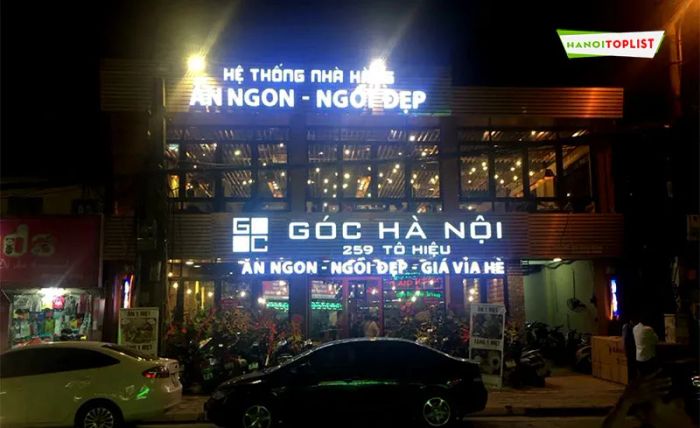 HANOITOPLIST
HỆ THỐNG NHÀ HÀNG
ĂN NGON - NGỒI ĐẸP
G
C
GÓC HÀ NỘI
259 TÔ HIỆU
ĂN NGON - NGỒI ĐẸP - GIÁ VỈA HÈ